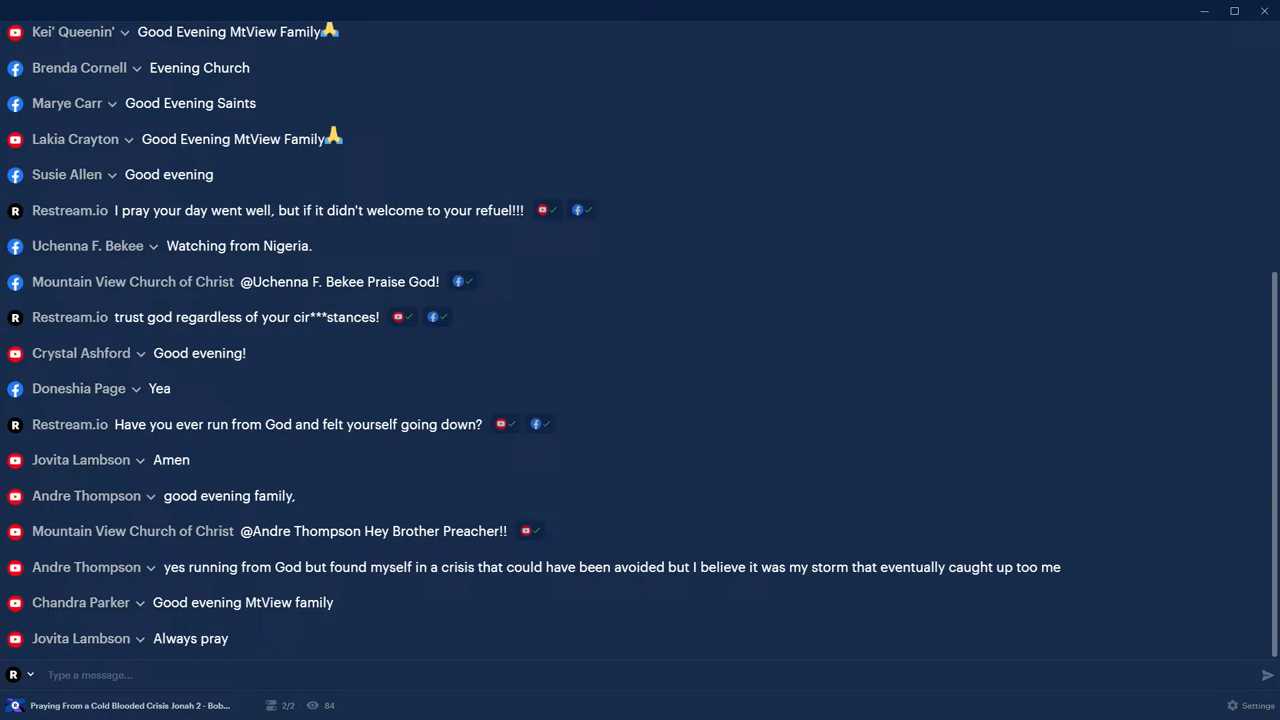 Kei' Queenin' Good Evening MtView Family🙏
Brenda Cornell Evening Church
Marye Carr Good Evening Saints
Lakia Crayton Good Evening MtView Family🙏
Susie Allen Good evening
R Restream.io I pray your day went well, but if it didn't welcome to your refuel!!!
Uchenna F. Bekee Watching from Nigeria.
Mountain View Church of Christ @Uchenna F. Bekee Praise God!
R Restream.io trust god regardless of your cir***stances!
Crystal Ashford Good evening!
Doneshia Page Yea
R Restream.io Have you ever run from God and felt yourself going down?
Jovita Lambson Amen
Andre Thompson good evening family,
Mountain View Church of Christ @Andre Thompson Hey Brother Preacher!!
Andre Thompson yes running from God but found myself in a crisis that could have been avoided but I believe it was my storm that eventually caught up too me
Chandra Parker Good evening MtView family
Jovita Lambson Always pray
R Type a message...
Praying From a Cold Blooded Crisis Jonah 2 - Bob... 2/2 84 Settings